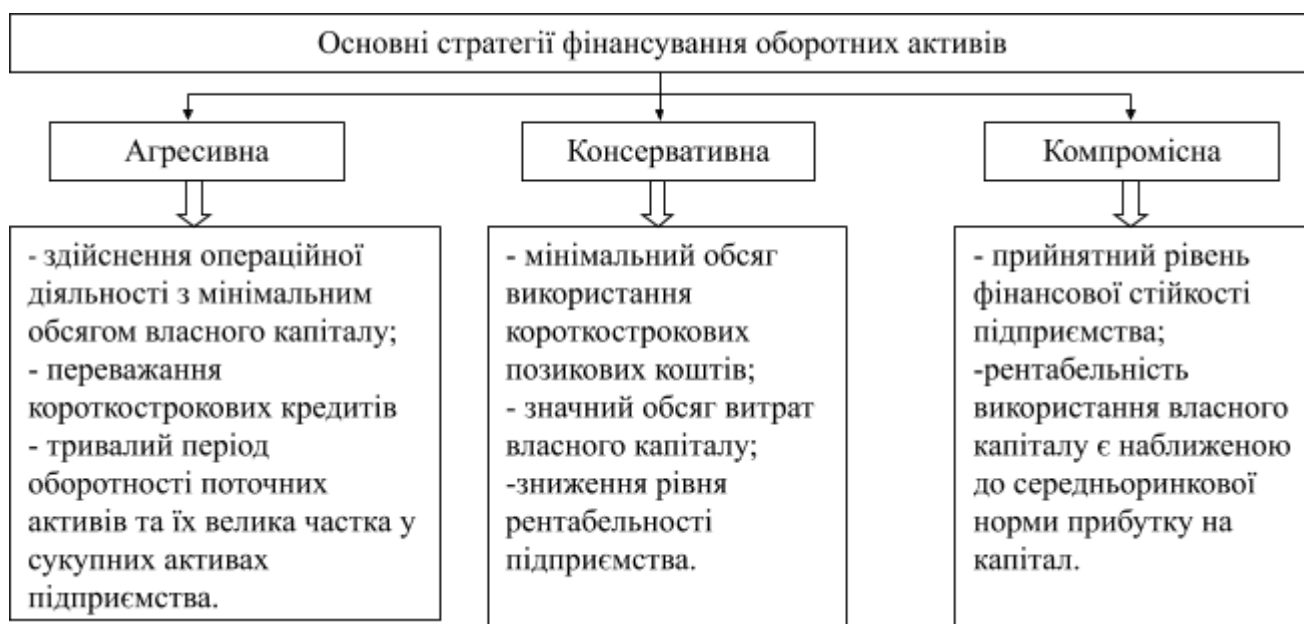 Основні стратегії фінансування оборотних активів
Агресивна
Консервативна
Компромісна
- здійснення операційної
діяльності з мінімальним
обсягом власного капіталу;
- переважання
короткострокових кредитів
- тривалий період
оборотності поточних
активів та їх велика частка у
сукупних активах
підприємства.
- мінімальний обсяг
використання
короткострокових
позикових коштів;
- значний обсяг витрат
власного капіталу;
-зниження рівня
рентабельності
підприємства.
- прийнятний рівень
фінансової стійкості
підприємства;
-рентабельність
використання власного
капіталу є наближеною
до середньоринкової
норми прибутку на
капітал.